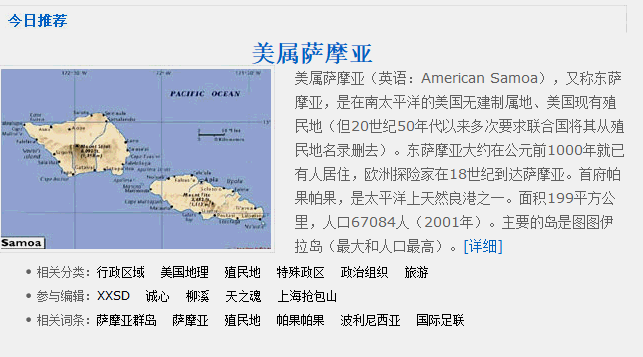 今日推荐
美属萨摩亚
美属萨摩亚（英语：American Samoa），又称东萨
摩亚，是在南太平洋的美国无建制属地、美国现有殖
民地（但20世纪50年代以来多次要求联合国将其从殖
民地名录删去）。东萨摩亚大约在公元前1000年就已
有人居住，欧洲探险家在18世纪到达萨摩亚。首府帕
果帕果，是太平洋上天然良港之一。面积199平方公
里，人口67084人（2001年）。主要的岛是图图伊
拉岛（最大和人口最高）。[详细]
PACIFIC OCEAN
Apia
Samoa
• 相关分类：行政区域 美国地理 殖民地 特殊政区 政治组织 旅游
• 参与编辑：XXSD 诚心 柳溪 天之魂 上海抢包山
• 相关词条：萨摩亚群岛 萨摩亚 殖民地 帕果帕果 波利尼西亚 国际足联